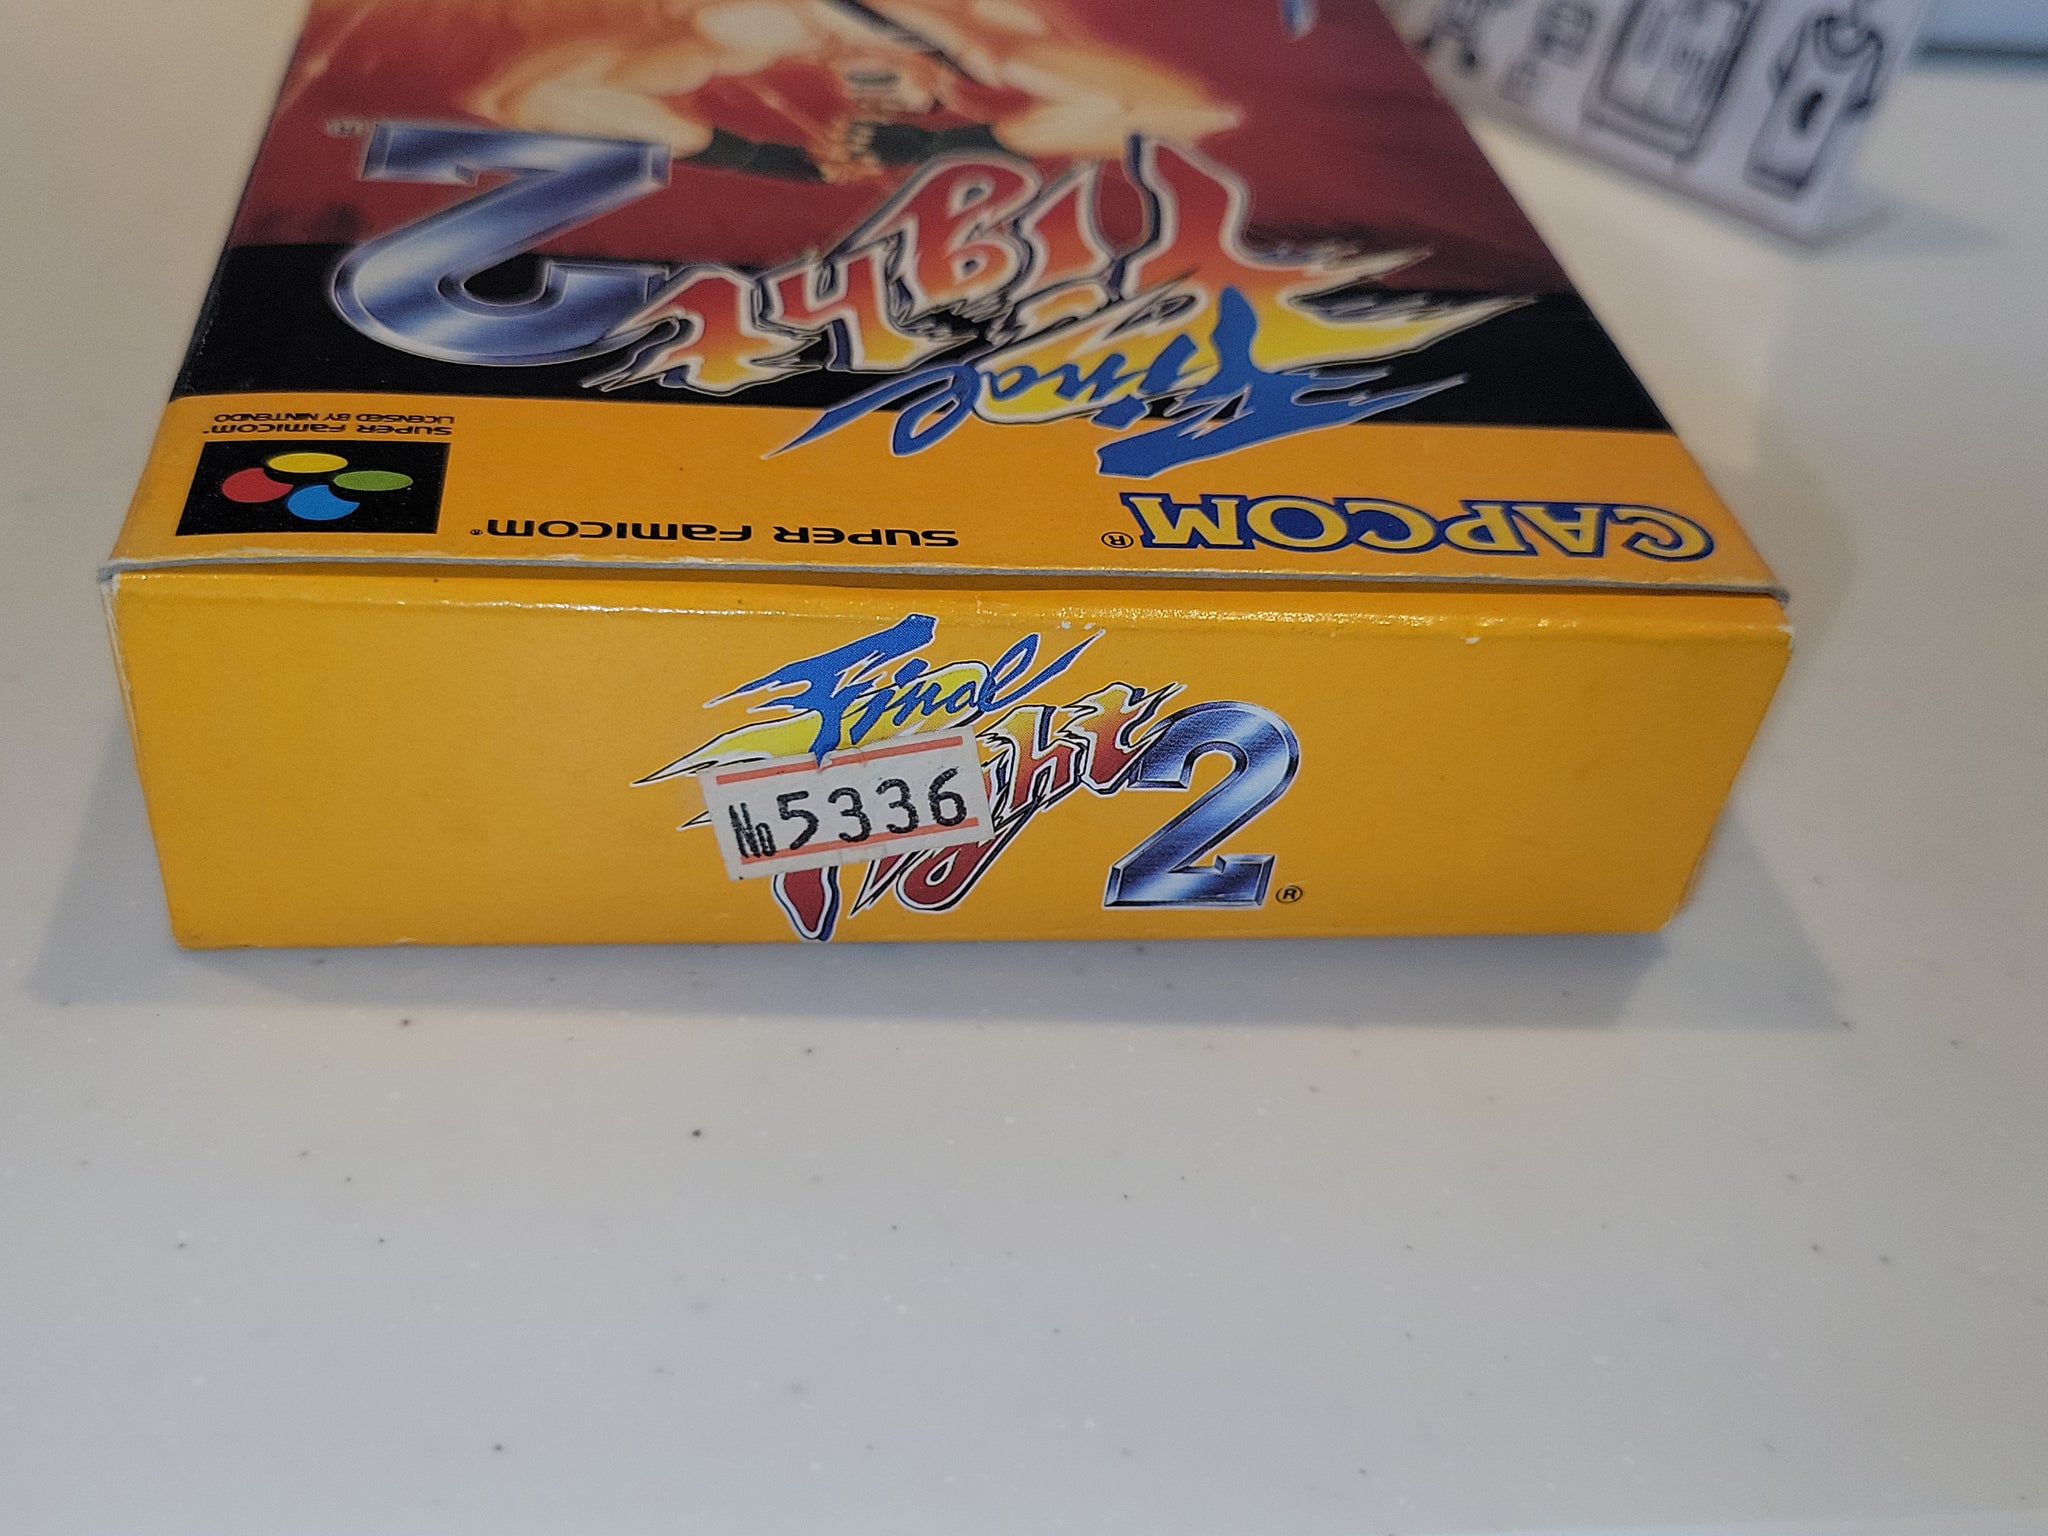 Final
Fight 2®
SUPER FAMICOM®
LICENSED BY NINTENDO
SUPER FAMICOM®
CAPCOM®
Final
Fight 2®
№5336